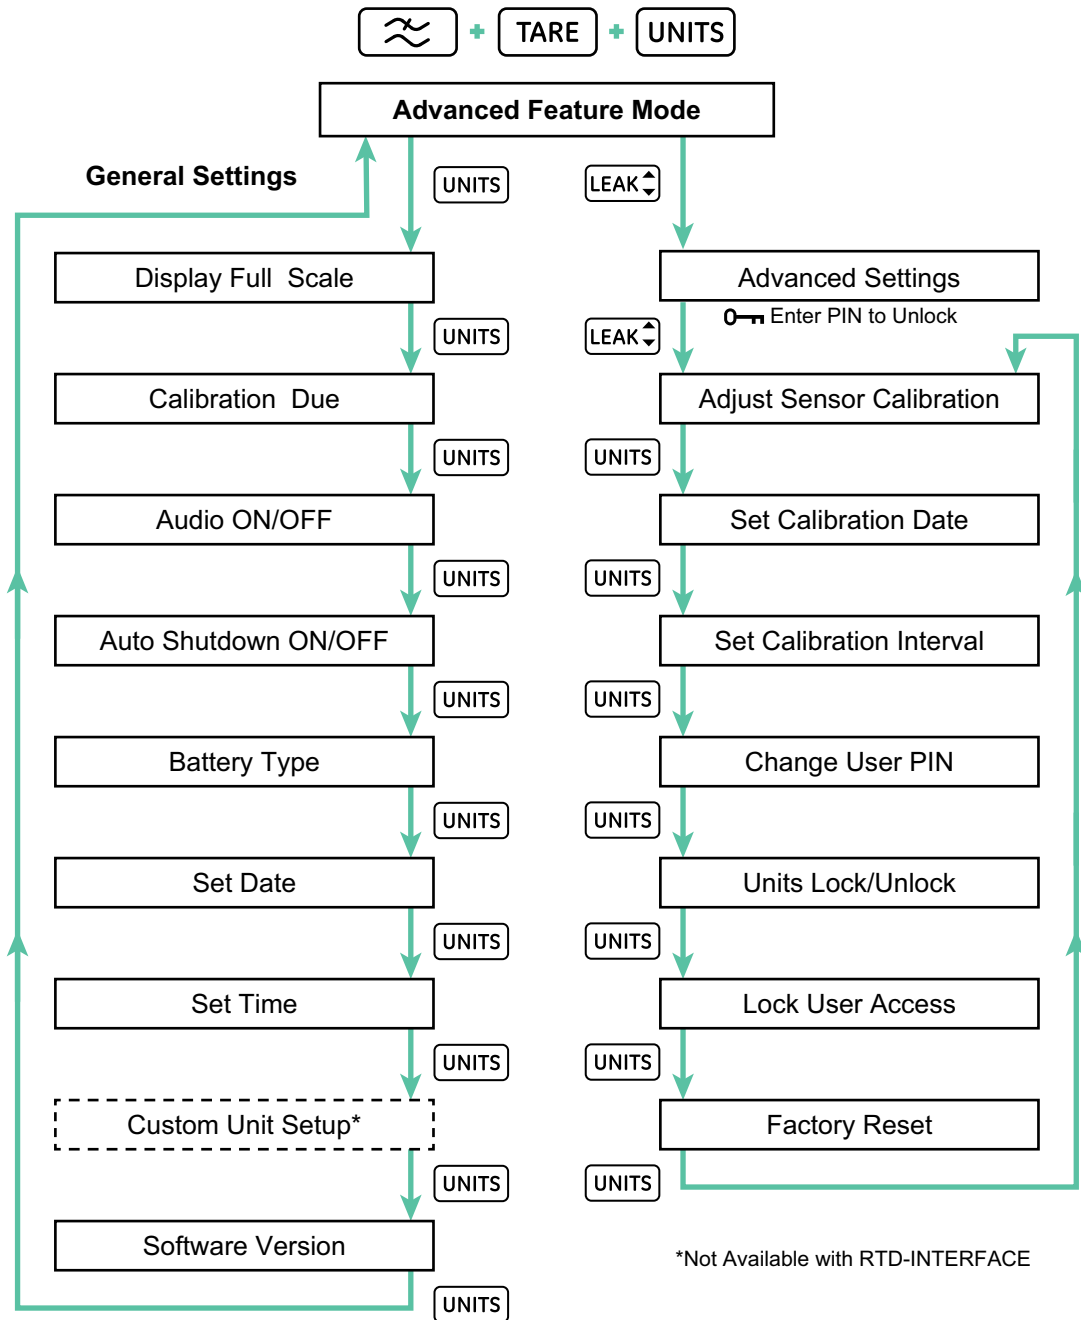 + TARE + UNITS
Advanced Feature Mode
General Settings
UNITS
Display Full Scale
UNITS
Calibration Due
UNITS
Audio ON/OFF
UNITS
Auto Shutdown ON/OFF
UNITS
Battery Type
UNITS
Set Date
UNITS
Set Time
UNITS
Custom Unit Setup*
UNITS
Software Version
UNITS
LEAK
Advanced Settings
Enter PIN to Unlock
LEAK
Adjust Sensor Calibration
UNITS
Set Calibration Date
UNITS
Set Calibration Interval
UNITS
Change User PIN
UNITS
Units Lock/Unlock
UNITS
Lock User Access
UNITS
Factory Reset
UNITS
*Not Available with RTD-INTERFACE